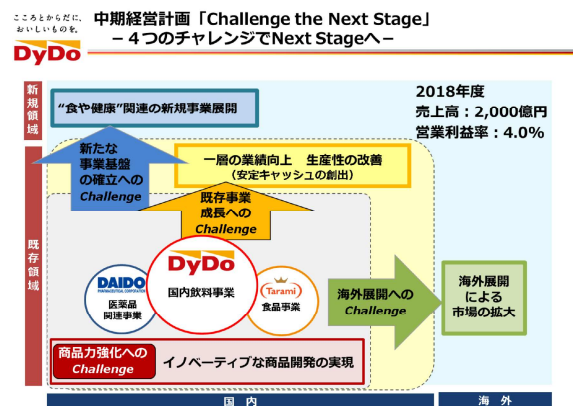 こころとからだに、
おいしいものを。
DyDo
中期経営計画「Challenge the Next Stage」
－４つのチャレンジでNext Stageへ－
新規領域
“食や健康”関連の新規事業展開
2018年度
売上高：2,000億円
営業利益率：4.0%
新たな
事業基盤
の確立への
Challenge
一層の業績向上　生産性の改善
（安定キャッシュの創出）
既存事業
成長への
Challenge
既存領域
DyDo
国内飲料事業
DAIDO
医薬品
関連事業
Tarami
食品事業
海外展開への
Challenge
海外展開
による
市場の拡大
商品力強化への
Challenge
イノベーティブな商品開発の実現
国　内
海　外